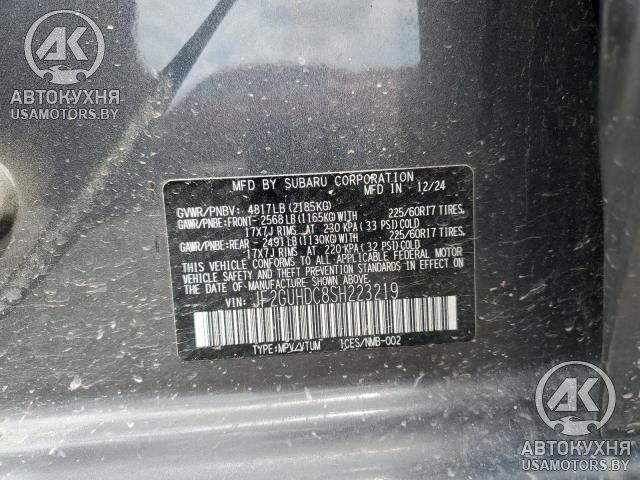 AK
АВТОКУХНЯ
USAMOTORS.BY
MFD BY SUBARU CORPORATION
MFD IN 12/24
GVWR/PNBV: 4817LB (2185KG)
GAWR/PNBE:FRONT- 2568LB (1165KG)WITH 225/60R17 TIRES,
17X7J RIMS AT 230 KPA (33 PSI) COLD
GAWR/PNBE:REAR - 2491LB (1130KG)WITH 225/60R17 TIRES,
17X7J RIMS AT 220 KPA (32 PSI) COLD
THIS VEHICLE CONFORMS TO ALL APPLICABLE FEDERAL MOTOR
VEHICLE SAFETY AND THEFT PREVENTION STANDARDS IN EFFECT ON
THE DATE OF MANUFACTURE SHOWN ABOVE.
VIN: JF2GUHDC8SH223219
TYPE:MPV/VTUM ICES/NMB-002
AK
АВТОКУХНЯ
USAMOTORS.BY